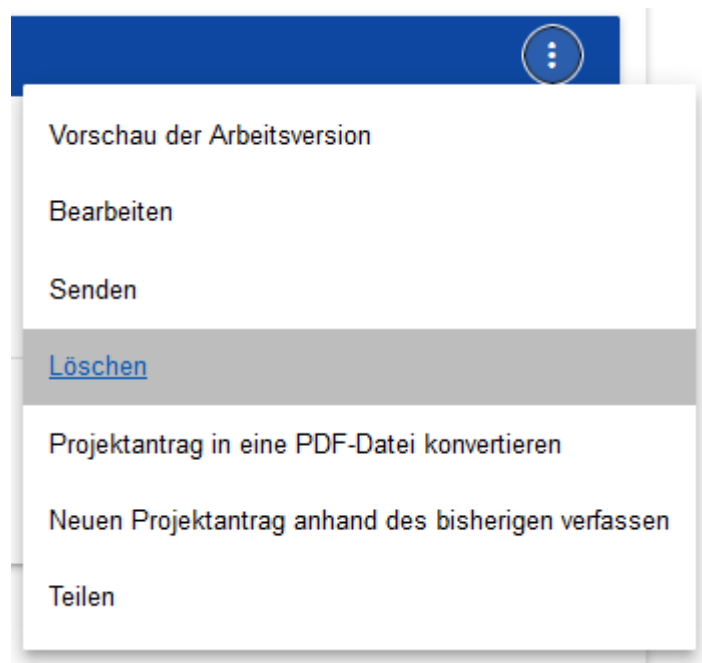 Vorschau der Arbeitsversion
Bearbeiten
Senden
Löschen
Projektantrag in eine PDF-Datei konvertieren
Neuen Projektantrag anhand des bisherigen verfassen
Teilen